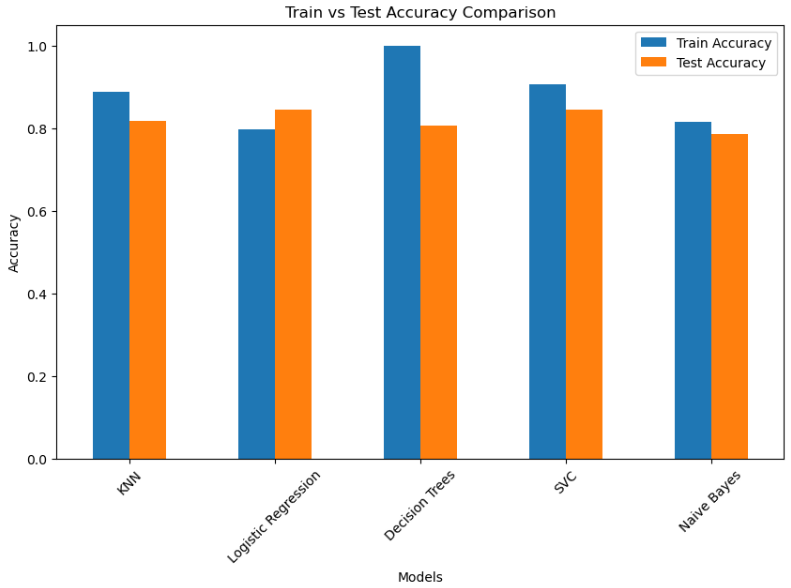 Train vs Test Accuracy Comparison
Train Accuracy
Test Accuracy
1.0
0.8
0.6
0.4
0.2
0.0
Accuracy
KNN
Logistic Regression
Decision Trees
SVC
Naive Bayes
Models